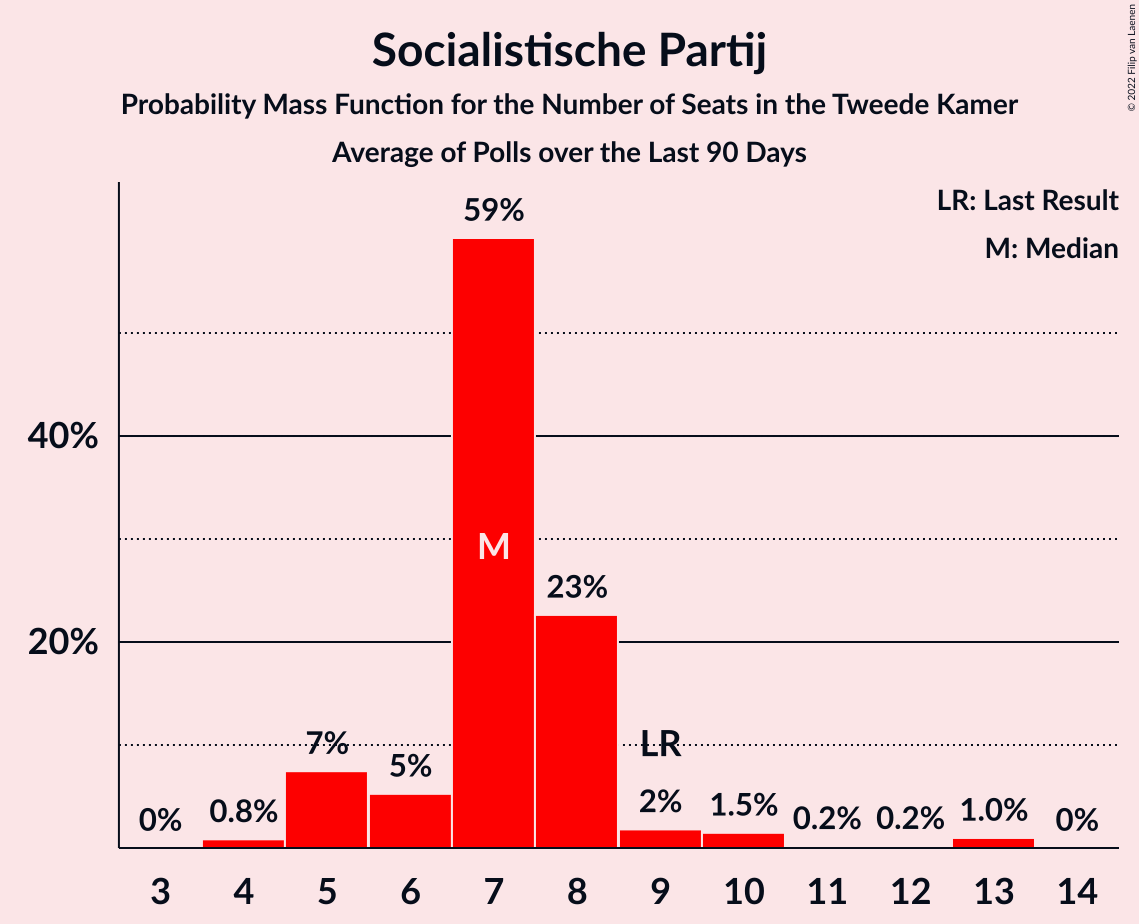 Socialistische Partij
Probability Mass Function for the Number of Seats in the Tweede Kamer
Average of Polls over the Last 90 Days
© 2022 Filip van Laenen
LR: Last Result
M: Median
59%
40%
M
23%
20%
7%
LR
5%
2%
1.5%
0%
0.8%
0.2%
0.2%
1.0%
0%
3 4 5 6 7 8 9 10 11 12 13 14